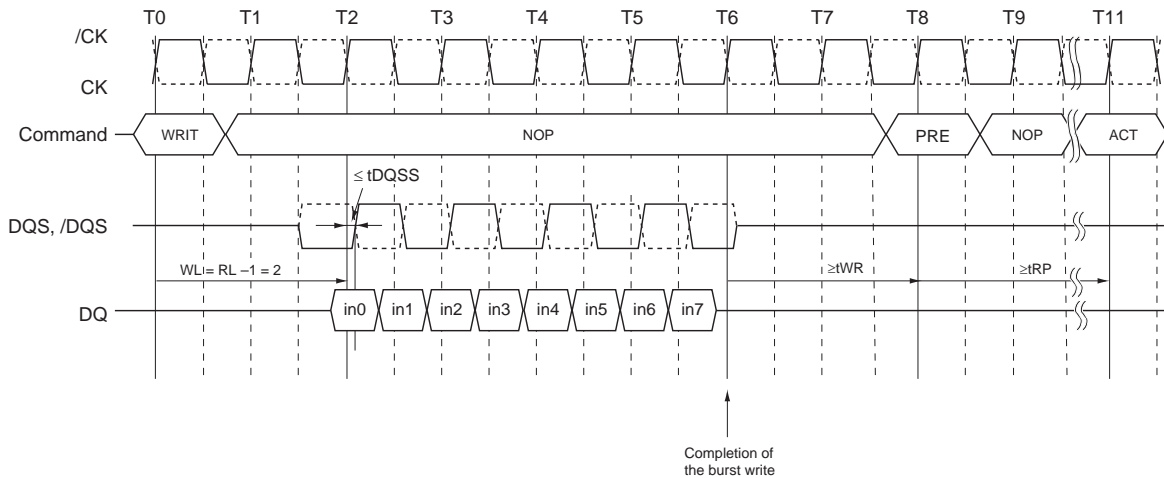 T0 T1 T2 T3 T4 T5 T6 T7 T8 T9 T11
/CK
CK
Command WRIT NOP PRE NOP ACT
≤ tDQSS
DQS, /DQS
WL = RL –1 = 2 ≥tWR ≥tRP
DQ in0 in1 in2 in3 in4 in5 in6 in7
Completion of
the burst write